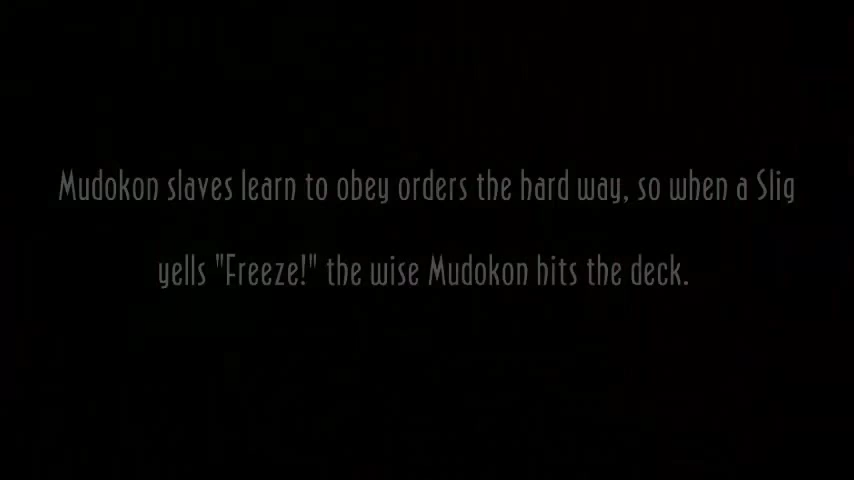 Mudokon slaves learn to obey orders the hard way, so when a Slig
yells "Freeze!" the wise Mudokon hits the deck.